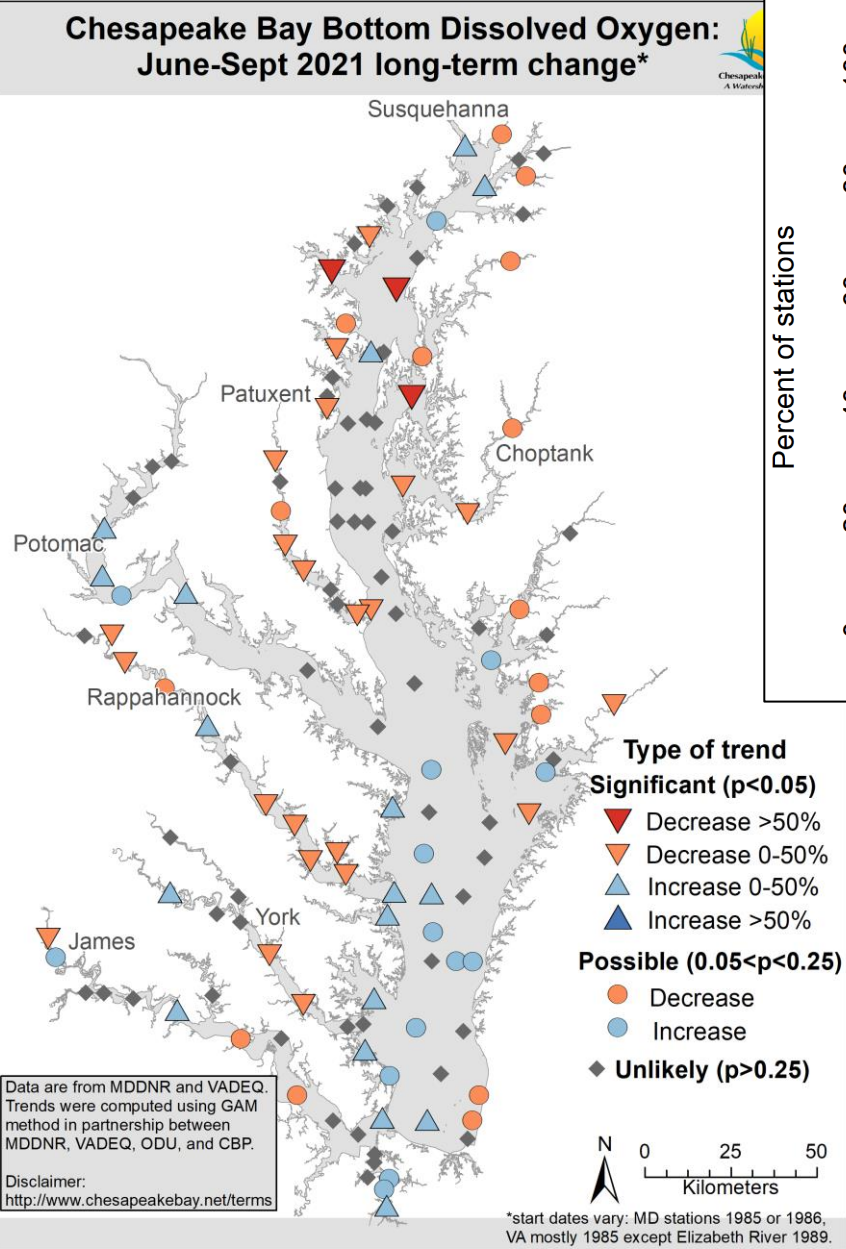 Chesapeake Bay Bottom Dissolved Oxygen:
June-Sept 2021 long-term change*
Susquehanna
Patuxent
Choptank
Potomac
Rappahannock
York
James
Percent of stations
Type of trend
Significant (p<0.05)
Decrease >50%
Decrease 0-50%
Increase 0-50%
Increase >50%
Possible (0.05<p<0.25)
Decrease
Increase
Unlikely (p>0.25)
Data are from MDDNR and VADEQ.
Trends were computed using GAM
method in partnership between
MDDNR, VADEQ, ODU, and CBP.
Disclaimer:
http://www.chesapeakebay.net/terms
N
0 25 50
Kilometers
*start dates vary: MD stations 1985 or 1986,
VA mostly 1985 except Elizabeth River 1989.